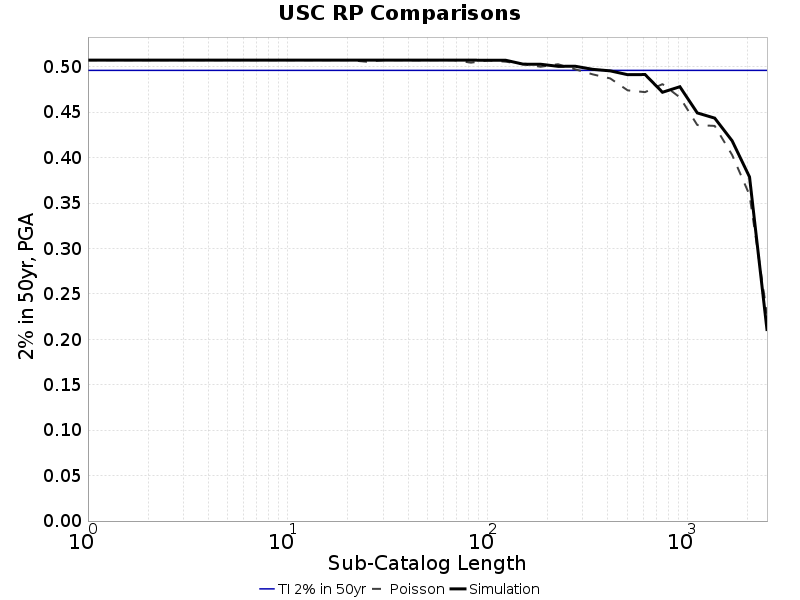 USC RP Comparisons
2% in 50yr, PGA
0.50
0.45
0.40
0.35
0.30
0.25
0.20
0.15
0.10
0.05
0.00
10^0 10^1 10^2 10^3
Sub-Catalog Length
TI 2% in 50yr Poisson Simulation